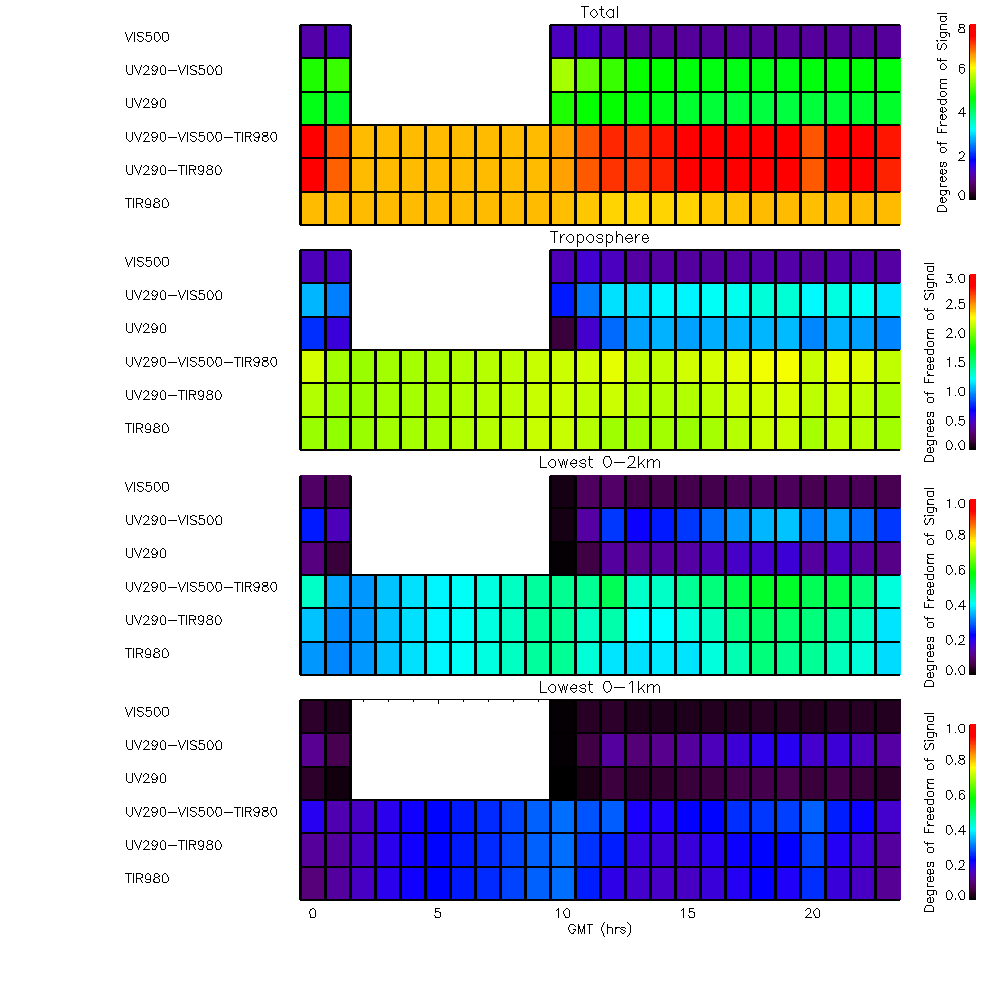 Total
VIS500
UV290-VIS500
UV290
UV290-VIS500-TIR980
UV290-TIR980
TIR980
8
6
4
2
0
Degrees of Freedom of Signal
Troposphere
VIS500
UV290-VIS500
UV290
UV290-VIS500-TIR980
UV290-TIR980
TIR980
3.0
2.5
2.0
1.5
1.0
0.5
0.0
Degrees of Freedom of Signal
Lowest 0-2km
VIS500
UV290-VIS500
UV290
UV290-VIS500-TIR980
UV290-TIR980
TIR980
1.0
0.8
0.6
0.4
0.2
0.0
Degrees of Freedom of Signal
Lowest 0-1km
VIS500
UV290-VIS500
UV290
UV290-VIS500-TIR980
UV290-TIR980
TIR980
1.0
0.8
0.6
0.4
0.2
0.0
Degrees of Freedom of Signal
0 5 10 15 20
GMT (hrs)